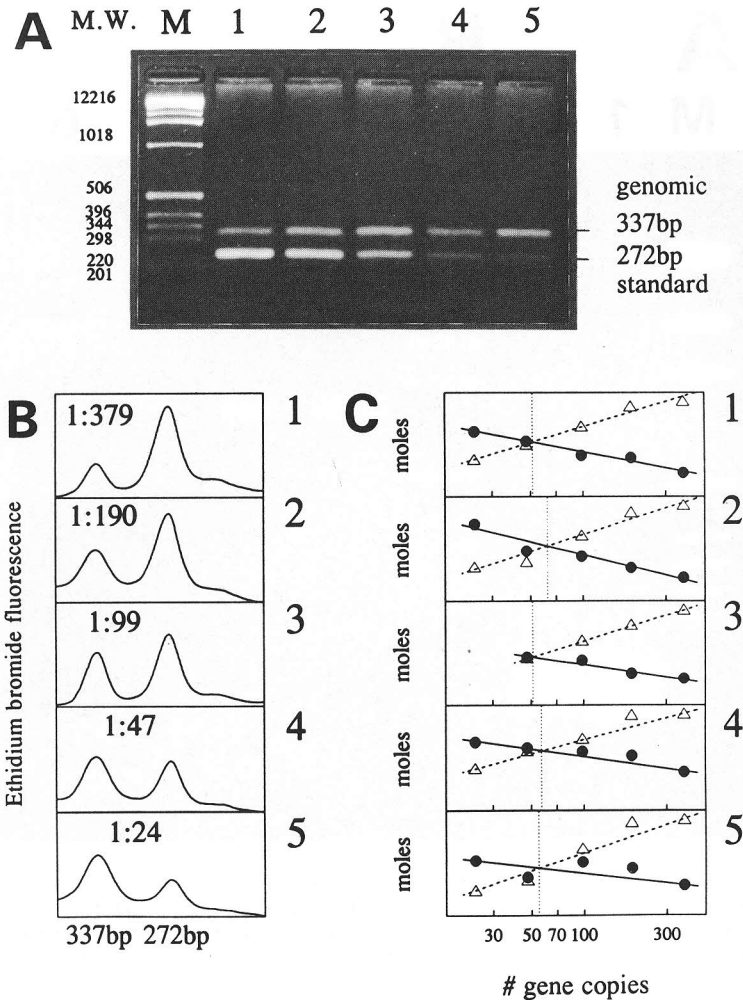 A M.W. M 1 2 3 4 5
12216
1018
506
396
344
298
220
201
genomic
337bp
272bp
standard
B
Ethidium bromide fluorescence
1:379 1
1:190 2
1:99 3
1:47 4
1:24 5
337bp 272bp
C
moles 1
moles 2
moles 3
moles 4
moles 5
30 50 70 100 300
# gene copies